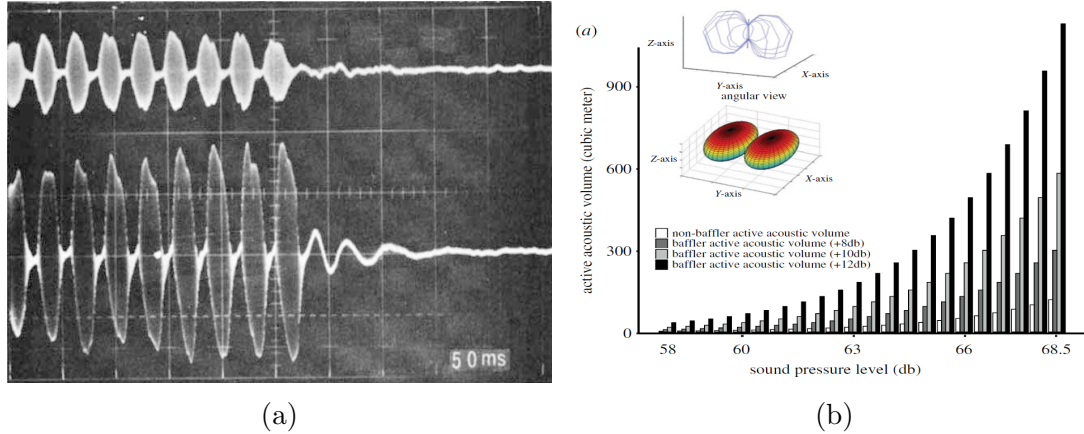 50 ms
(a)
(a)
Z-axis
X-axis
Y-axis
angular view
Z-axis
X-axis
Y-axis
non-baffler active acoustic volume
baffler active acoustic volume (+8db)
baffler active acoustic volume (+10db)
baffler active acoustic volume (+12db)
active acoustic volume (cubic meter)
900
600
300
0
58
60
63
66
68.5
sound pressure level (db)
(b)